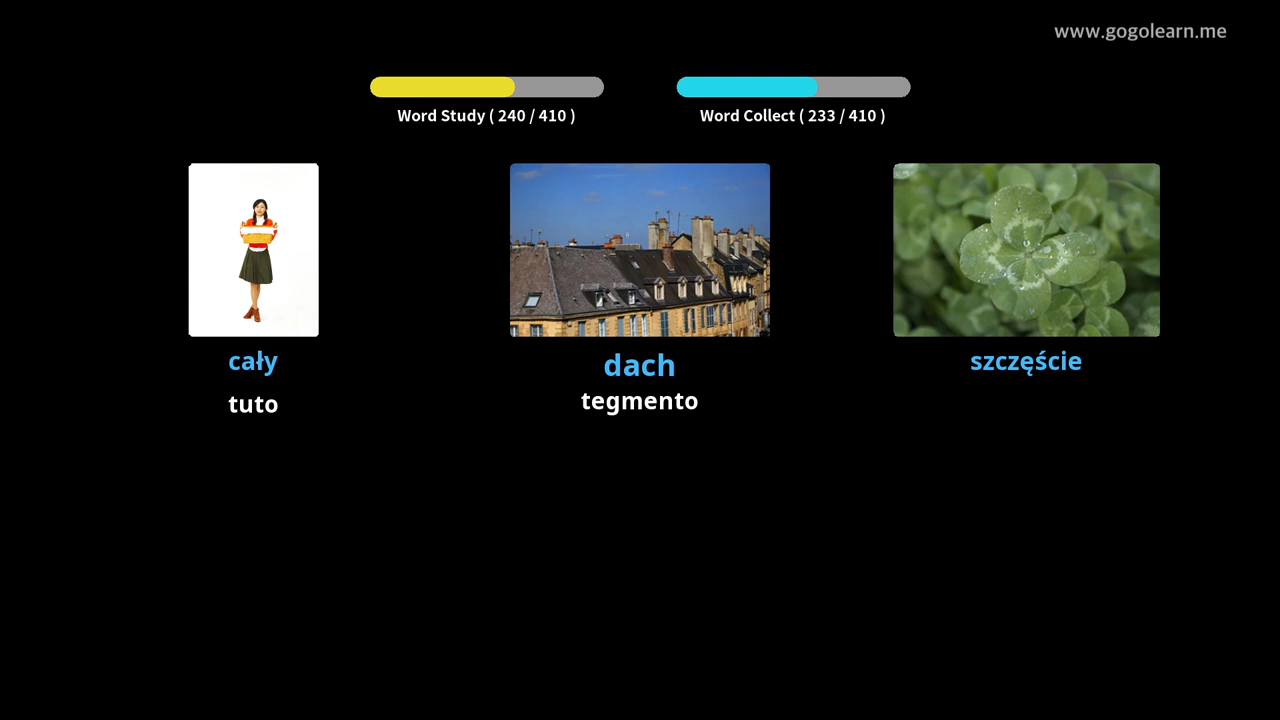 www.gogolearn.me
Word Study ( 240 / 410 )
Word Collect ( 233 / 410 )
cały
tuto
dach
tegmento
szczęście